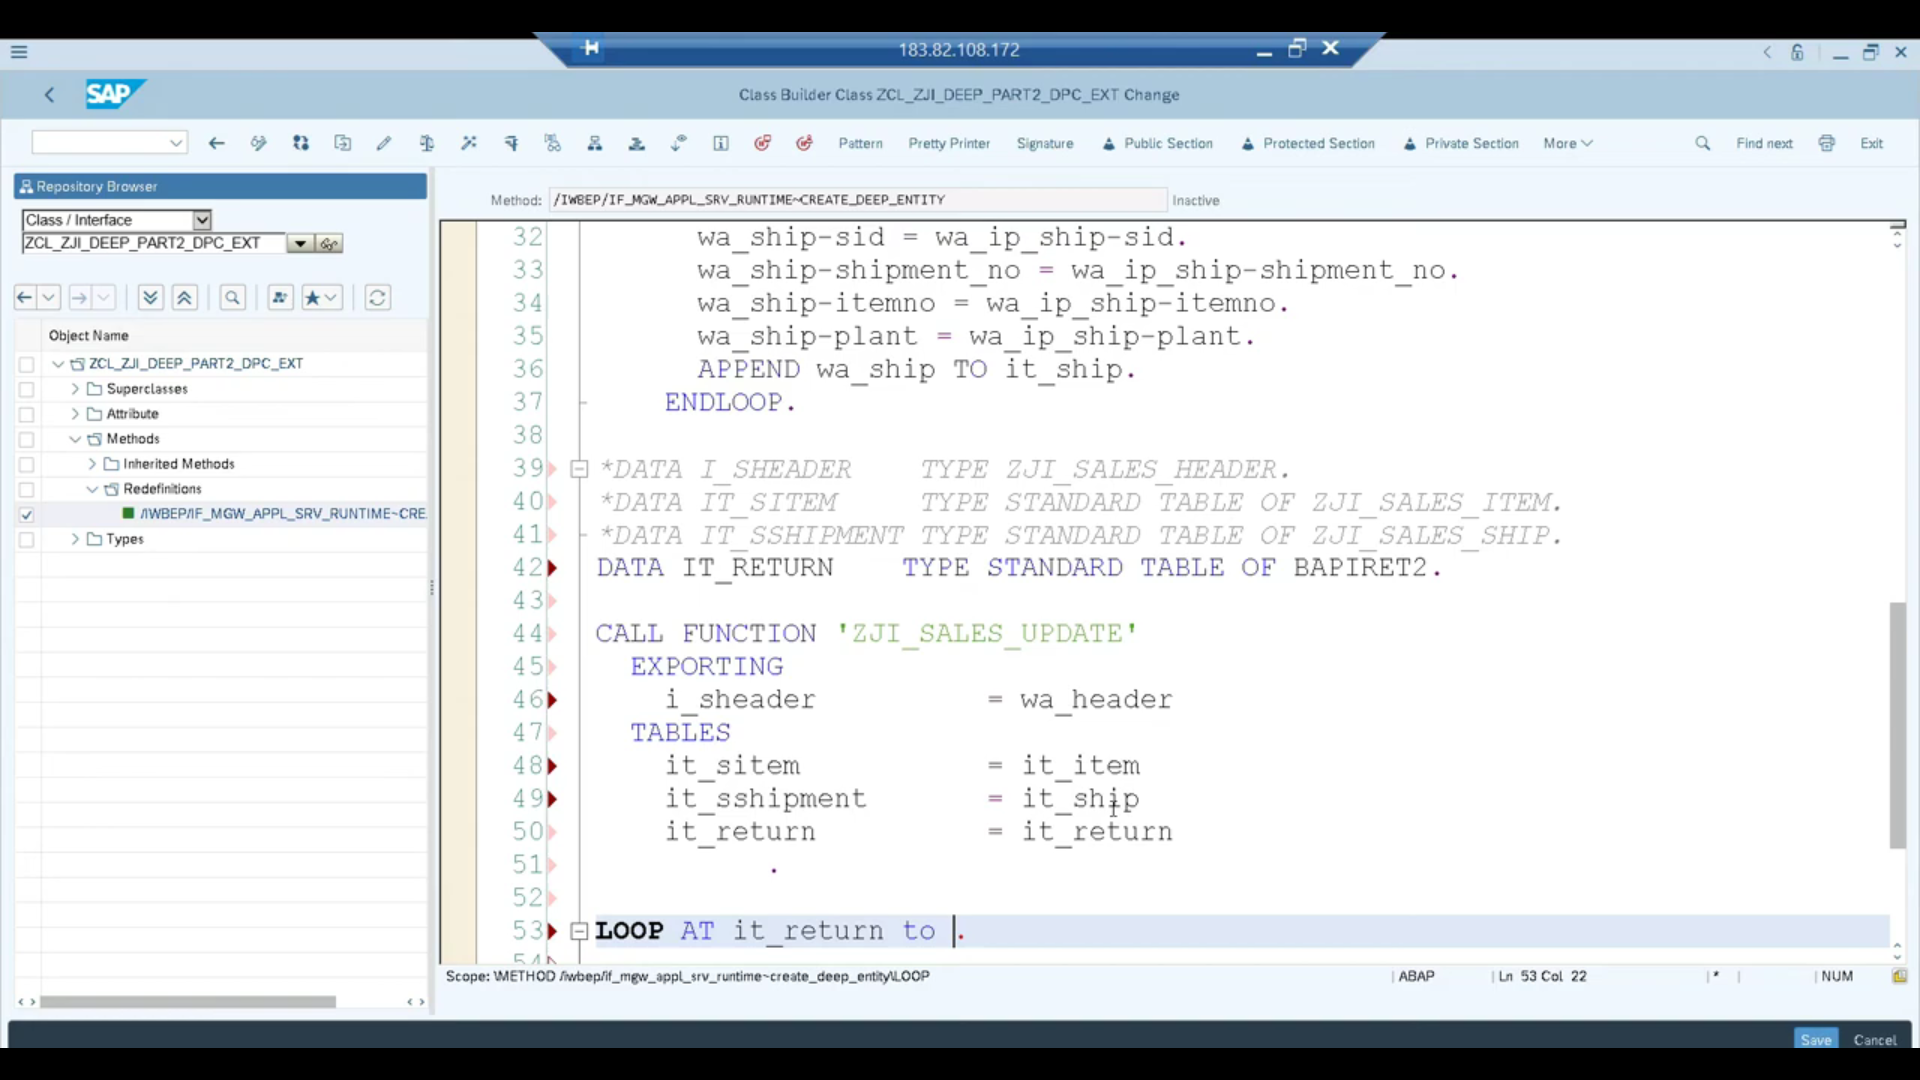 183.82.108.172
SAP
Class Builder Class ZCL_ZJI_DEEP_PART2_DPC_EXT Change
Pattern Pretty Printer Signature Public Section Protected Section Private Section More Find next Exit
Repository Browser
Class / Interface
ZCL_ZJI_DEEP_PART2_DPC_EXT
Object Name
ZCL_ZJI_DEEP_PART2_DPC_EXT
Superclasses
Attribute
Methods
Inherited Methods
Redefinitions
/IWBEP/IF_MGW_APPL_SRV_RUNTIME~CRE
Types
Method: /IWBEP/IF_MGW_APPL_SRV_RUNTIME~CREATE_DEEP_ENTITY Inactive
32 wa_ship-sid = wa_ip_ship-sid.
33 wa_ship-shipment_no = wa_ip_ship-shipment_no.
34 wa_ship-itemno = wa_ip_ship-itemno.
35 wa_ship-plant = wa_ip_ship-plant.
36 APPEND wa_ship TO it_ship.
37 ENDLOOP.
38
39 *DATA I_SHEADER TYPE ZJI_SALES_HEADER.
40 *DATA IT_SITEM TYPE STANDARD TABLE OF ZJI_SALES_ITEM.
41 *DATA IT_SSHIPMENT TYPE STANDARD TABLE OF ZJI_SALES_SHIP.
42 DATA IT_RETURN TYPE STANDARD TABLE OF BAPIRET2.
43
44 CALL FUNCTION 'ZJI_SALES_UPDATE'
45 EXPORTING
46 i_sheader = wa_header
47 TABLES
48 it_sitem = it_item
49 it_sshipment = it_ship
50 it_return = it_return
51 .
52
53 LOOP AT it_return to .
54
Scope: \METHOD /iwbep/if_mgw_appl_srv_runtime~create_deep_entity\LOOP ABAP Ln 53 Col 22 * NUM
Save Cancel